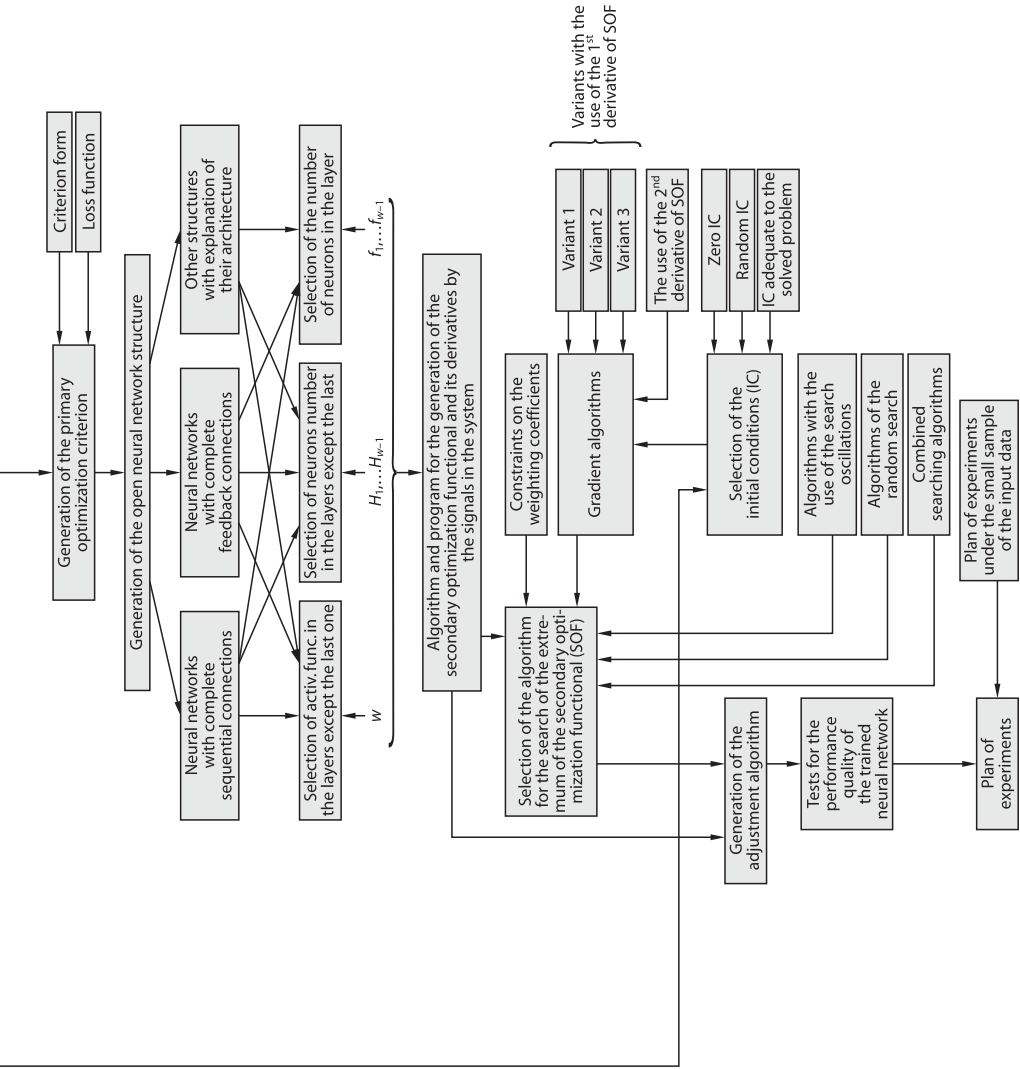 Criterion form
Loss function
Generation of the primary
optimization criterion
Generation of the open neural network structure
Neural networks
with complete
sequential connections
Neural networks
with complete
feedback connections
Other structures
with explanation of
their architecture
Selection of activ. func. in
the layers except the last one
Selection of neurons number
in the layers except the last
Selection of the number
of neurons in the layer
w
H1,...Hw–1
f1,...fw–1
Algorithm and program for the generation of the
secondary optimization functional and its derivatives by
the signals in the system
Variants with the
use of the 1st
derivative of SOF
Variant 1
Variant 2
Variant 3
The use of the 2nd
derivative of SOF
Zero IC
Random IC
IC adequate to the
solved problem
Constraints on the
weighting coefficients
Gradient algorithms
Selection of the
initial conditions (IC)
Algorithms with the
use of the search
oscillations
Algorithms of the
random search
Combined
searching algorithms
Plan of experiments
under the small sample
of the input data
Selection of the algorithm
for the search of the extre-
mum of the secondary opti-
mization functional (SOF)
Generation of the
adjustment algorithm
Tests for the
performance
quality of
the trained
neural network
Plan of
experiments